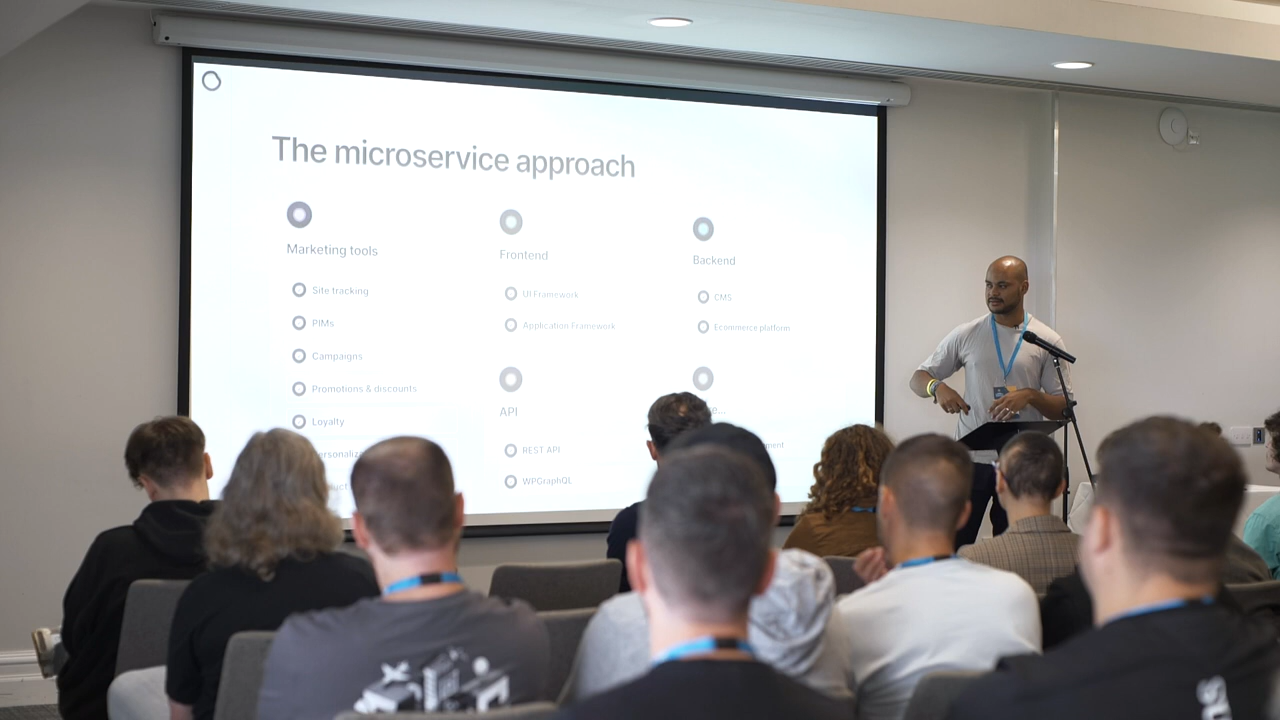 The microservice approach
Marketing tools
Site tracking
PIMs
Campaigns
Promotions & discounts
Loyalty
Frontend
UI Framework
Application Framework
API
REST API
WPGraphQL
Backend
CMS
Ecommerce platform